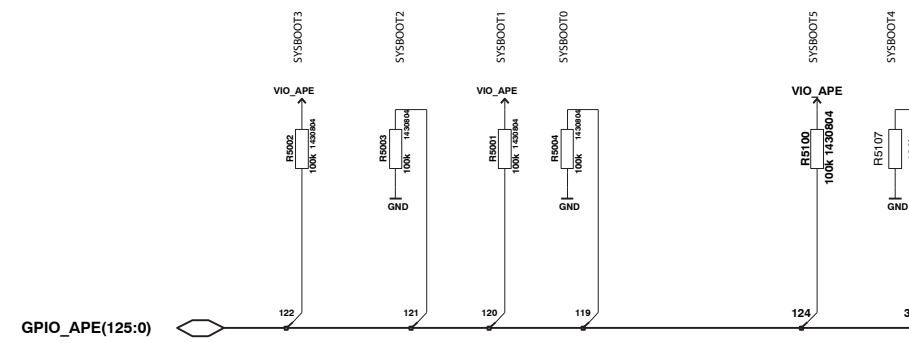 SYSBOOT3
SYSBOOT2
SYSBOOT1
SYSBOOT0
SYSBOOT5
SYSBOOT4
VIO_APE
VIO_APE
VIO_APE
R5002
100k 1430804
R5003
100k 1430804
R5001
100k 1430804
R5004
100k 1430804
R5100
100k 1430804
R5107
GND
GND
GND
122
121
120
119
124
3
GPIO_APE(125:0)